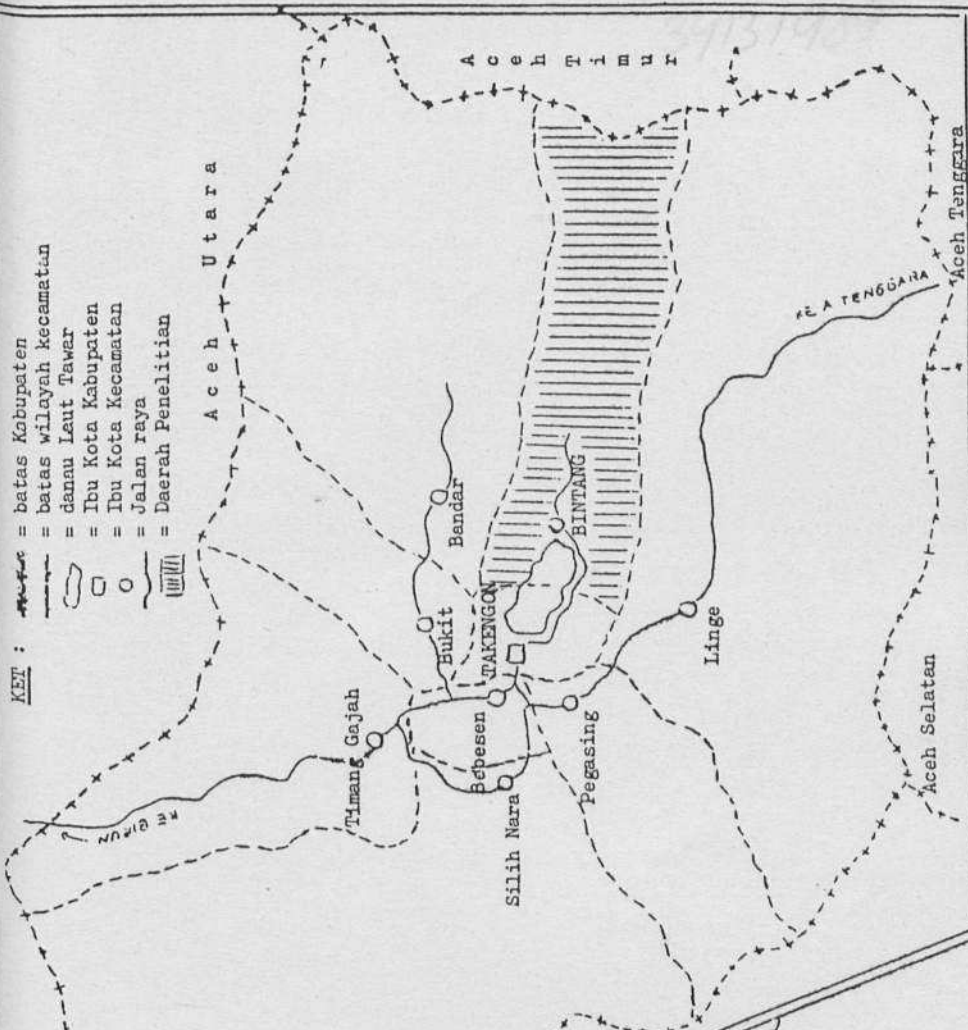 KET :
= batas Kabupaten
= batas wilayah kecamatan
= danau Laut Tawar
= Ibu Kota Kabupaten
= Ibu Kota Kecamatan
= Jalan raya
= Daerah Penelitian
Aceh Utara
Aceh Timur
KE BIRUN
Timang Gajah
Bukit
Bandar
TAKENGON
Bebesen
BINTANG
Silih Nara
Pegasing
Linge
KE A TENGGARA
Aceh Selatan
Aceh Tenggara